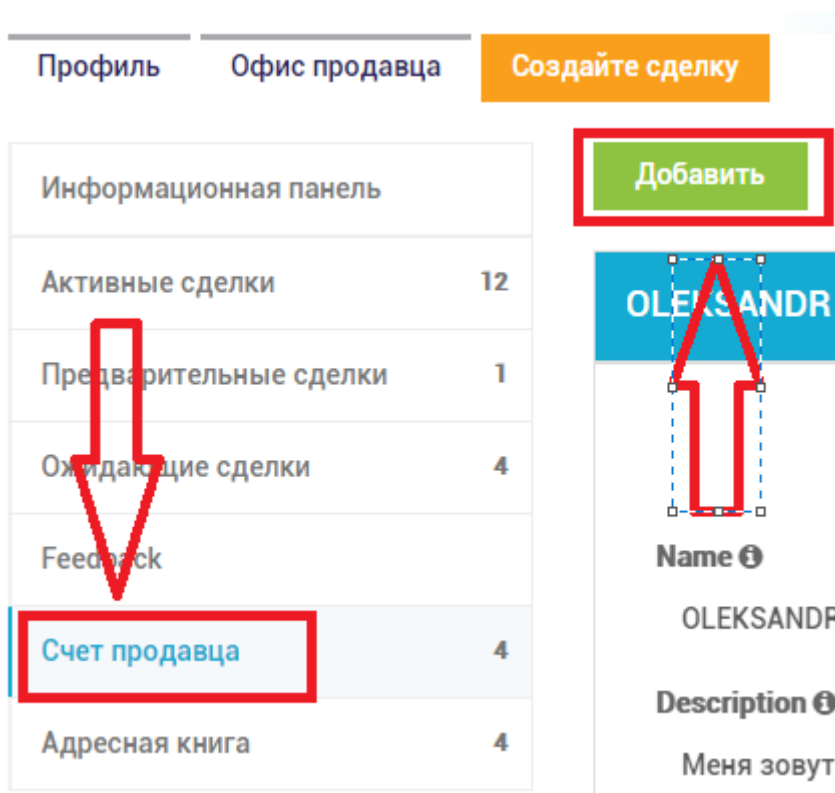 Профиль
Офис продавца
Создайте сделку
Информационная панель
Добавить
Активные сделки 12
OLEKSANDR
Предварительные сделки 1
Ожидающие сделки 4
Feedback
Name
OLEKSANDR
Счет продавца 4
Description
Адресная книга 4
Меня зовут